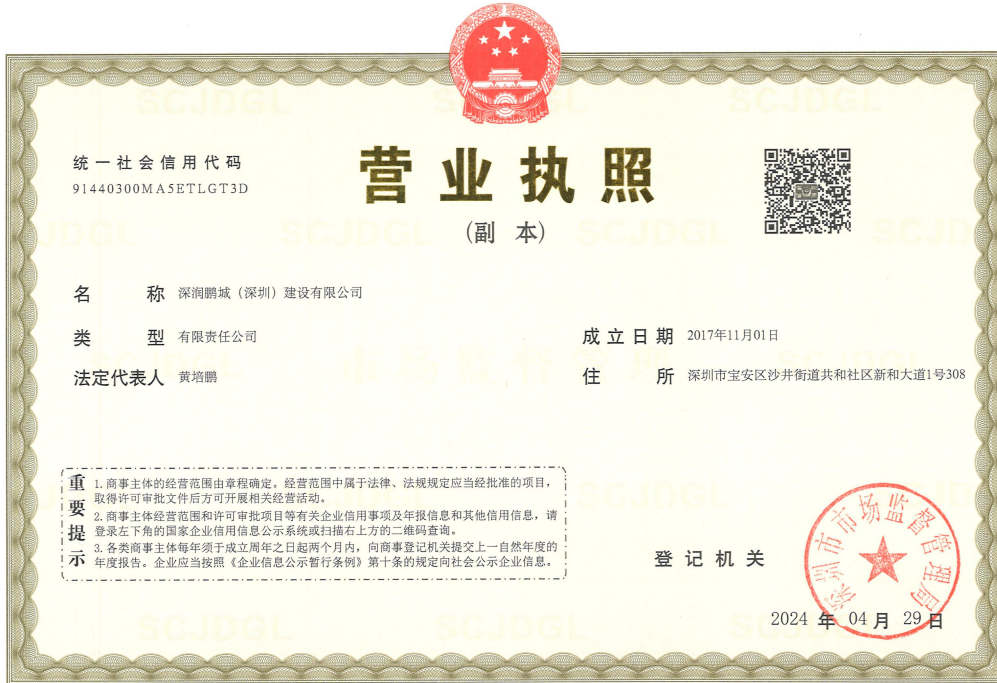 统一社会信用代码
91440300MA5ETLGT3D
营业执照
(副 本)
名 称 深润鹏城（深圳）建设有限公司
类 型 有限责任公司
法定代表人 黄培鹏
成立日期 2017年11月01日
住 所 深圳市宝安区沙井街道共和社区新和大道1号308
重要提示
1. 商事主体的经营范围由章程确定。经营范围中属于法律、法规规定应当经批准的项目，
取得许可审批文件后方可开展相关经营活动。
2. 商事主体经营范围和许可审批项目等有关企业信用事项及年报信息和其他信用信息，请
登录左下角的国家企业信用信息公示系统或扫描右上方的二维码查询。
3. 各类商事主体每年须于成立周年之日起两个月内，向商事登记机关提交上一自然年度的
年度报告。企业应当按照《企业信息公示暂行条例》第十条的规定向社会公示企业信息。
登记机关
深圳市市场监督管理局
2024 年 04 月 29 日
SCJDGL
市场监督管理